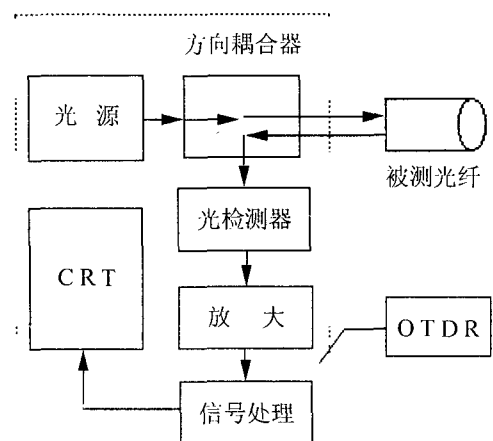 方向耦合器
光 源
被测光纤
光检测器
CRT
放 大
OTDR
信号处理